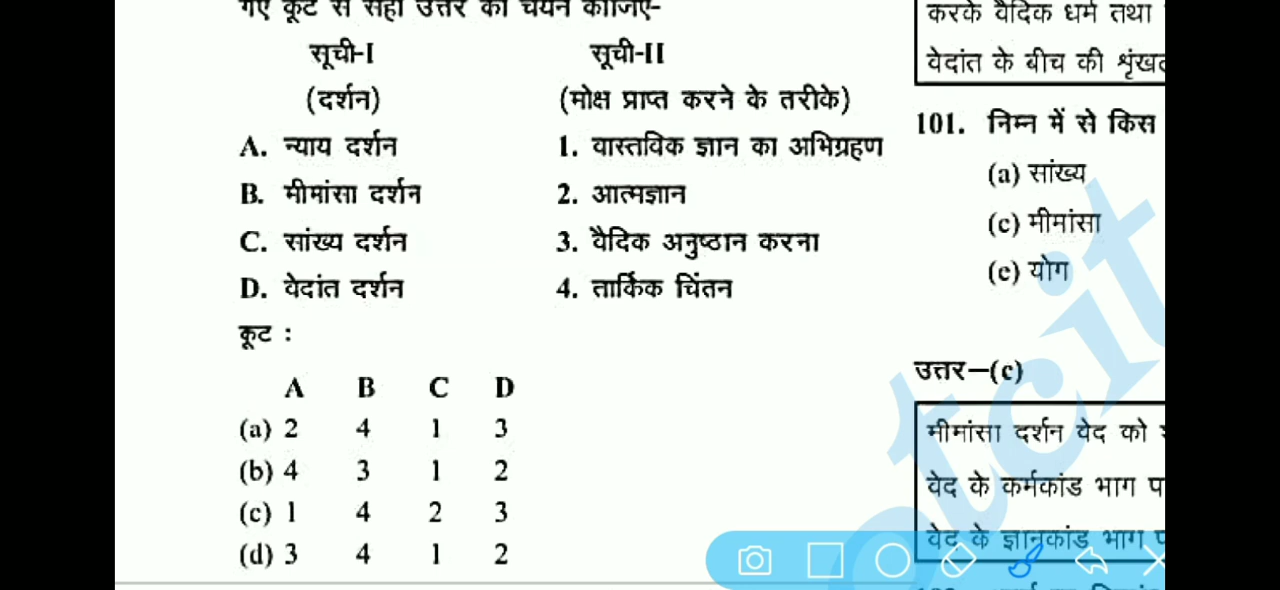 गए कूट से सही उत्तर का चयन कीजिए-
सूची-I सूची-II
(दर्शन) (मोक्ष प्राप्त करने के तरीके)
A. न्याय दर्शन 1. वास्तविक ज्ञान का अभिग्रहण
B. मीमांसा दर्शन 2. आत्मज्ञान
C. सांख्य दर्शन 3. वैदिक अनुष्ठान करना
D. वेदांत दर्शन 4. तार्किक चिंतन
कूट :
A B C D
(a) 2 4 1 3
(b) 4 3 1 2
(c) 1 4 2 3
(d) 3 4 1 2
करके वैदिक धर्म तथा
वेदांत के बीच की
101. निम्न में से किस
(a) सांख्य
(c) मीमांसा
(e) योग
उत्तर—(c)
मीमांसा दर्शन वेद को
वेद के कर्मकांड भाग
वेद के ज्ञानकांड भाग
otcit